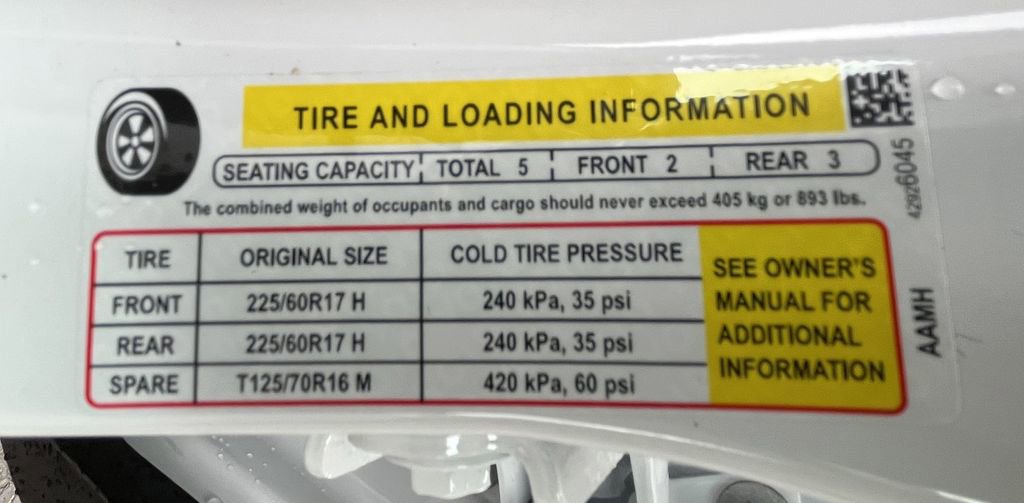 TIRE AND LOADING INFORMATION
SEATING CAPACITY TOTAL 5 FRONT 2 REAR 3
The combined weight of occupants and cargo should never exceed 405 kg or 893 lbs.
TIRE ORIGINAL SIZE COLD TIRE PRESSURE
FRONT 225/60R17 H 240 kPa, 35 psi
REAR 225/60R17 H 240 kPa, 35 psi
SPARE T125/70R16 M 420 kPa, 60 psi
SEE OWNER'S
MANUAL FOR
ADDITIONAL
INFORMATION
42926045
AAMH